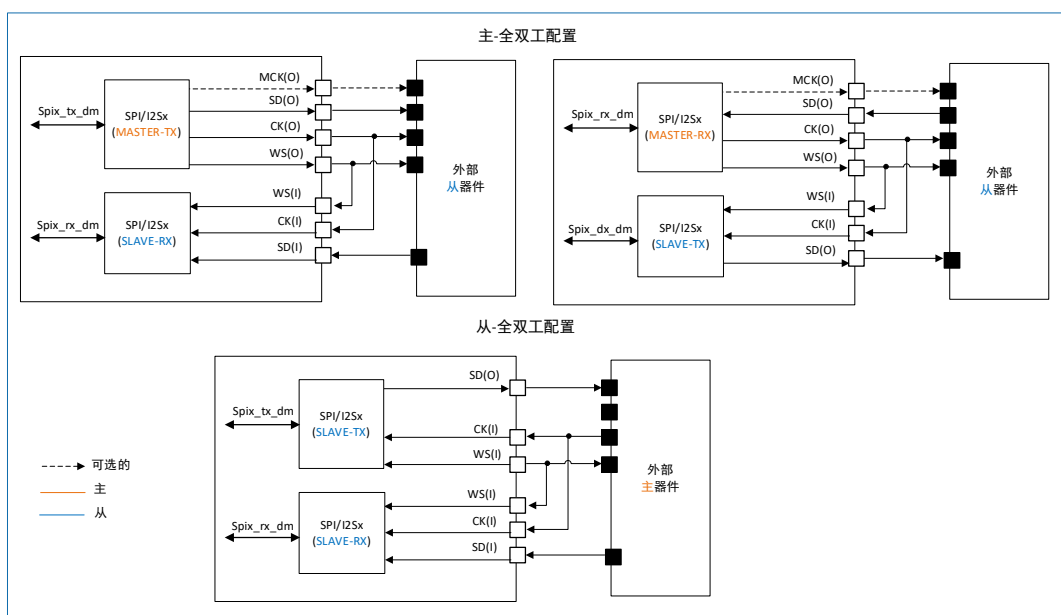 主-全双工配置
MCK(O)
SD(O)
CK(O)
WS(O)
Spix_tx_dm
SPI/I2Sx
(MASTER-TX)
外部
从器件
WS(I)
CK(I)
SD(I)
Spix_rx_dm
SPI/I2Sx
(SLAVE-RX)
MCK(O)
SD(O)
CK(O)
WS(O)
Spix_rx_dm
SPI/I2Sx
(MASTER-RX)
外部
从器件
WS(I)
CK(I)
SD(O)
Spix_dx_dm
SPI/I2Sx
(SLAVE-TX)
从-全双工配置
SD(O)
CK(I)
WS(I)
Spix_tx_dm
SPI/I2Sx
(SLAVE-TX)
外部
主器件
WS(I)
CK(I)
SD(I)
Spix_rx_dm
SPI/I2Sx
(SLAVE-RX)
可选的
主
从